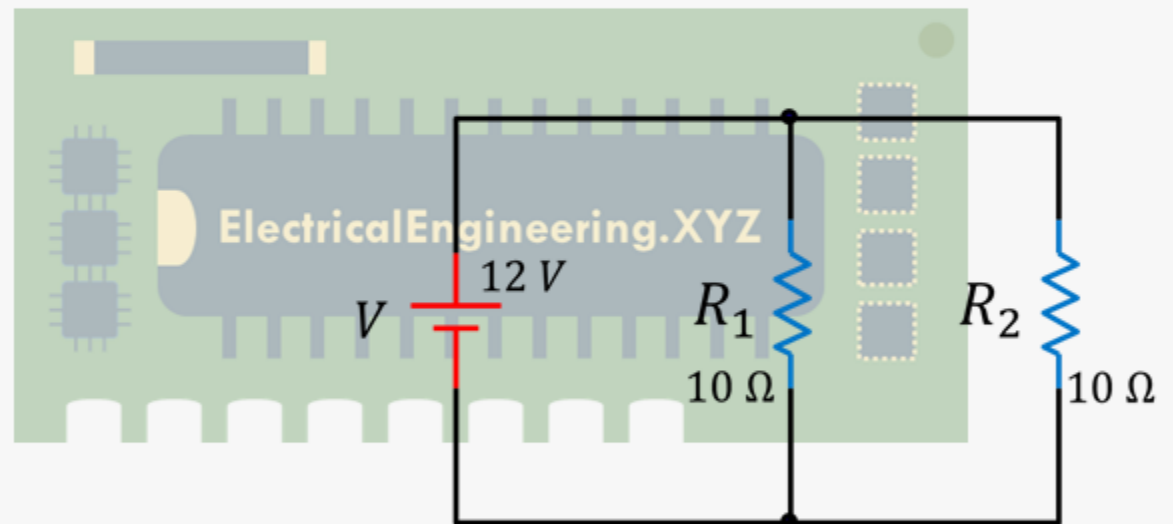 ElectricalEngineering.XYZ
12 V
V
R₁
R₂
10 Ω
10 Ω